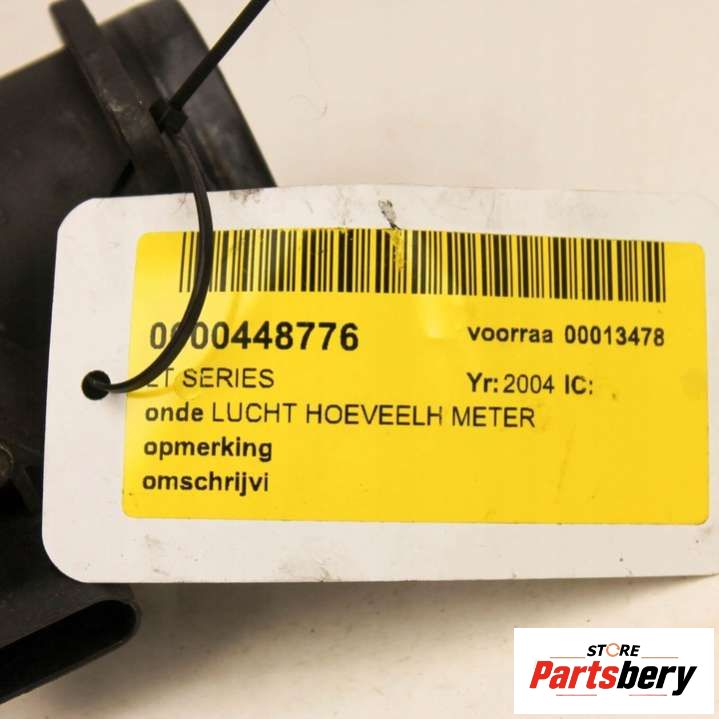 0000448776 voorraa 00013478
LT SERIES Yr: 2004 IC:
onde LUCHT HOEVEELH METER
opmerking
omschrijvi
STORE
Partsbery